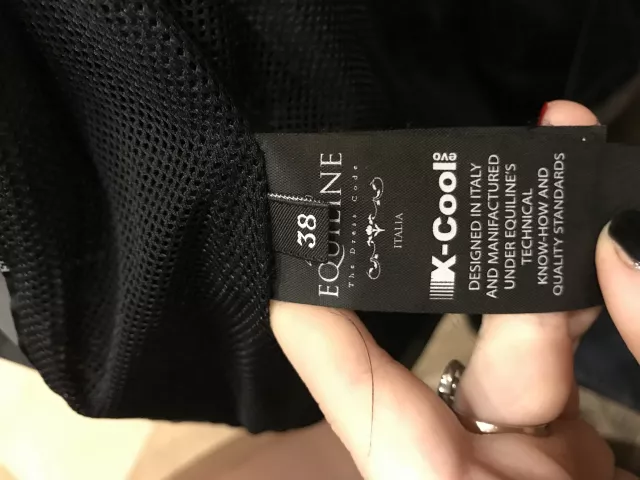 38
EQUILINE
The Dress Code
ITALIA
X-Cool evo
DESIGNED IN ITALY
AND MANIFACTURED
UNDER EQUILINE'S
TECHNICAL
KNOW-HOW AND
QUALITY STANDARDS